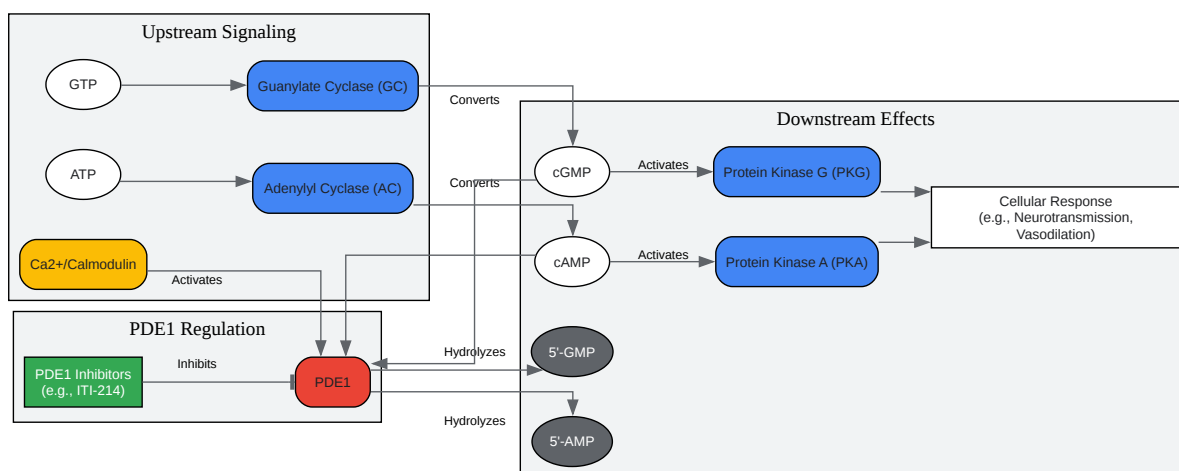 Upstream Signaling
GTP
Guanylate Cyclase (GC)
Converts
ATP
Adenylyl Cyclase (AC)
Converts
Ca2+/Calmodulin
Activates
Downstream Effects
cGMP
Activates
Protein Kinase G (PKG)
Cellular Response
(e.g., Neurotransmission,
Vasodilation)
cAMP
Activates
Protein Kinase A (PKA)
PDE1 Regulation
PDE1 Inhibitors
(e.g., ITI-214)
Inhibits
PDE1
Hydrolyzes
5'-GMP
Hydrolyzes
5'-AMP